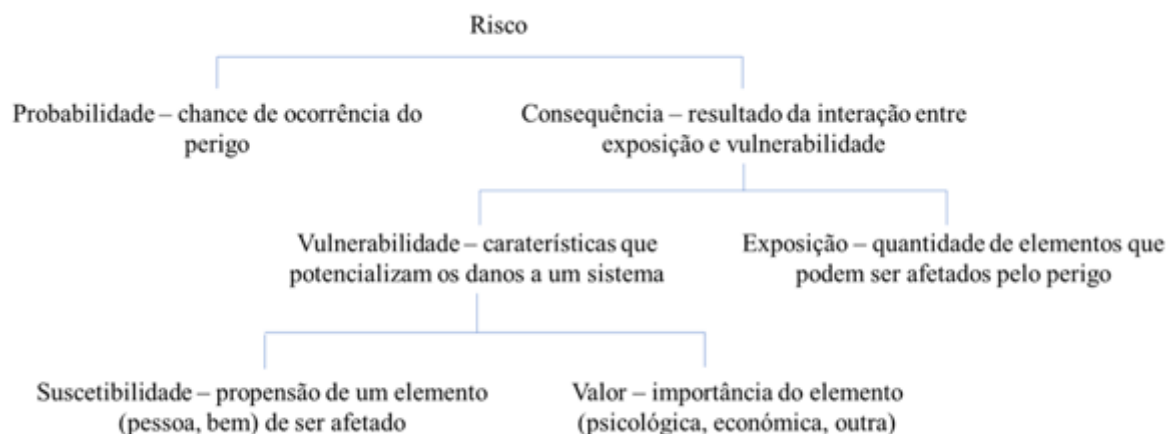 Risco
Probabilidade – chance de ocorrência do
perigo
Consequência – resultado da interação entre
exposição e vulnerabilidade
Vulnerabilidade – caraterísticas que
potencializam os danos a um sistema
Exposição – quantidade de elementos que
podem ser afetados pelo perigo
Suscetibilidade – propensão de um elemento
(pessoa, bem) de ser afetado
Valor – importância do elemento
(psicológica, económica, outra)